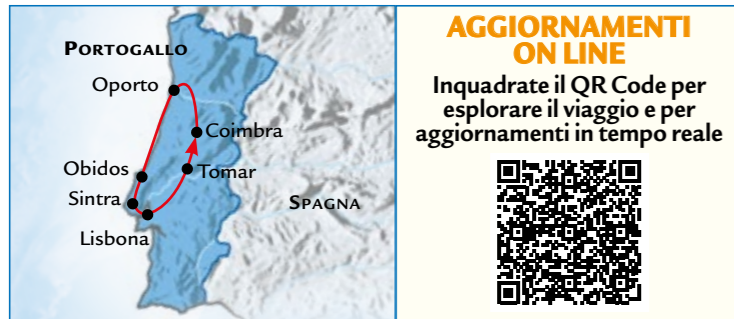 PORTOGALLO
Oporto
Coimbra
Obidos
Tomar
Sintra
SPAGNA
Lisbona
AGGIORNAMENTI
ON LINE
Inquadrate il QR Code per
esplorare il viaggio e per
aggiornamenti in tempo reale